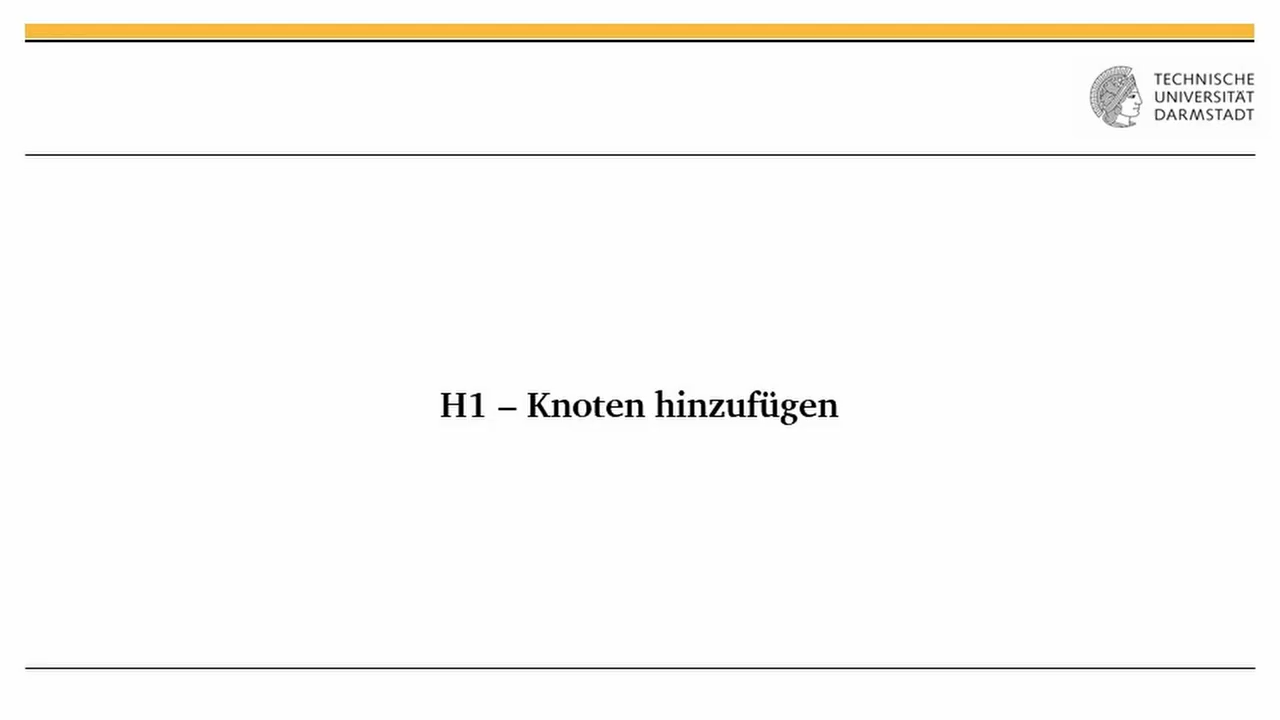 TECHNISCHE
UNIVERSITÄT
DARMSTADT
H1 – Knoten hinzufügen